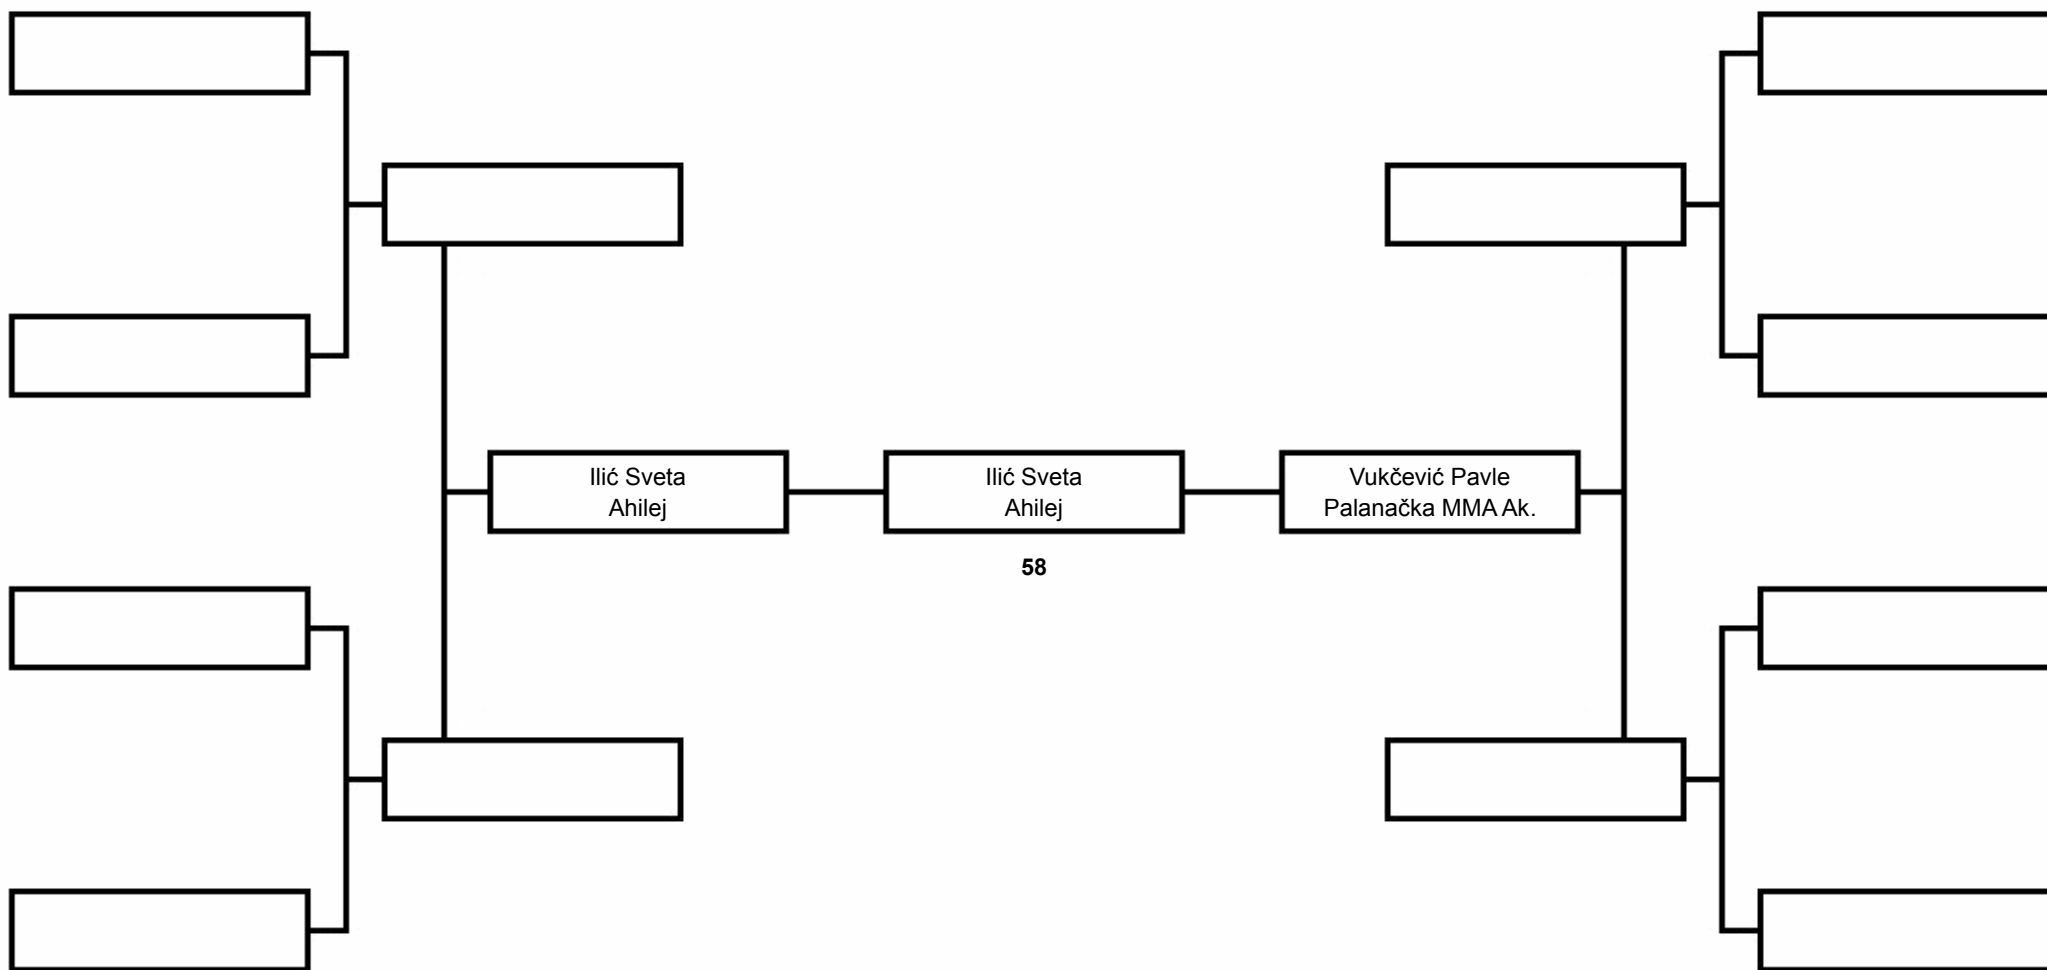 Ilić Sveta
Ahilej
Ilić Sveta
Ahilej
Vukčević Pavle
Palanačka MMA Ak.
58